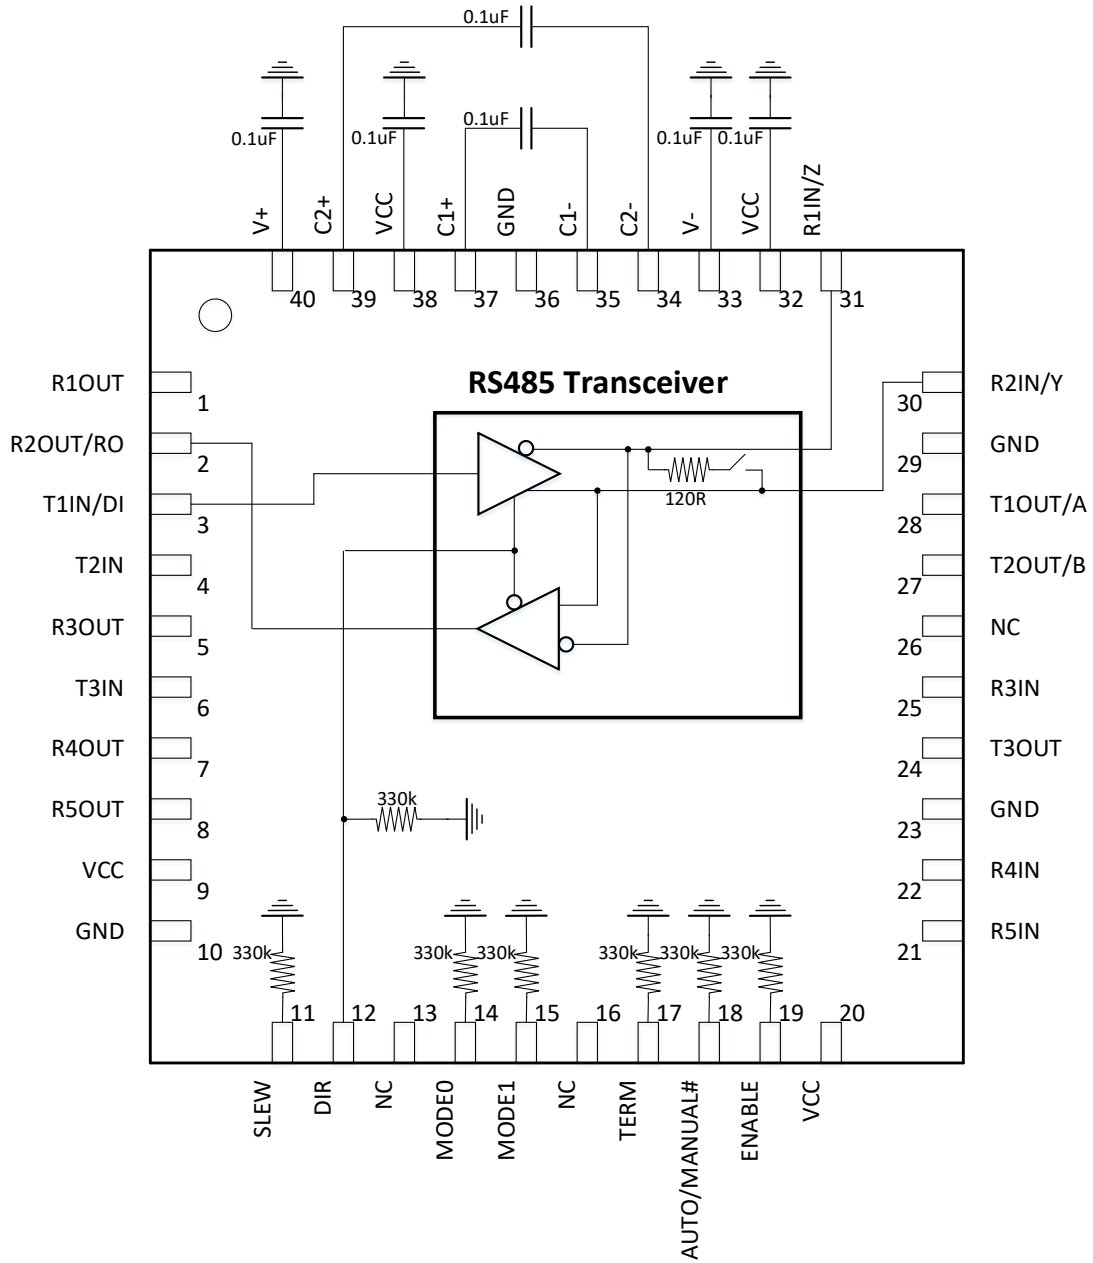 0.1uF
0.1uF
0.1uF
0.1uF
0.1uF
0.1uF
V+
C2+
VCC
C1+
GND
C1-
C2-
V-
VCC
R1IN/Z
40
39
38
37
36
35
34
33
32
31
RS485 Transceiver
R1OUT
1
R2OUT/RO
2
T1IN/DI
3
T2IN
4
R3OUT
5
T3IN
6
R4OUT
7
R5OUT
8
VCC
9
GND
10
120R
330k
R2IN/Y
30
GND
29
T1OUT/A
28
T2OUT/B
27
NC
26
R3IN
25
T3OUT
24
GND
23
R4IN
22
R5IN
21
330k
330k
330k
330k
330k
330k
11
12
13
14
15
16
17
18
19
20
SLEW
DIR
NC
MODE0
MODE1
NC
TERM
AUTO/MANUAL#
ENABLE
VCC